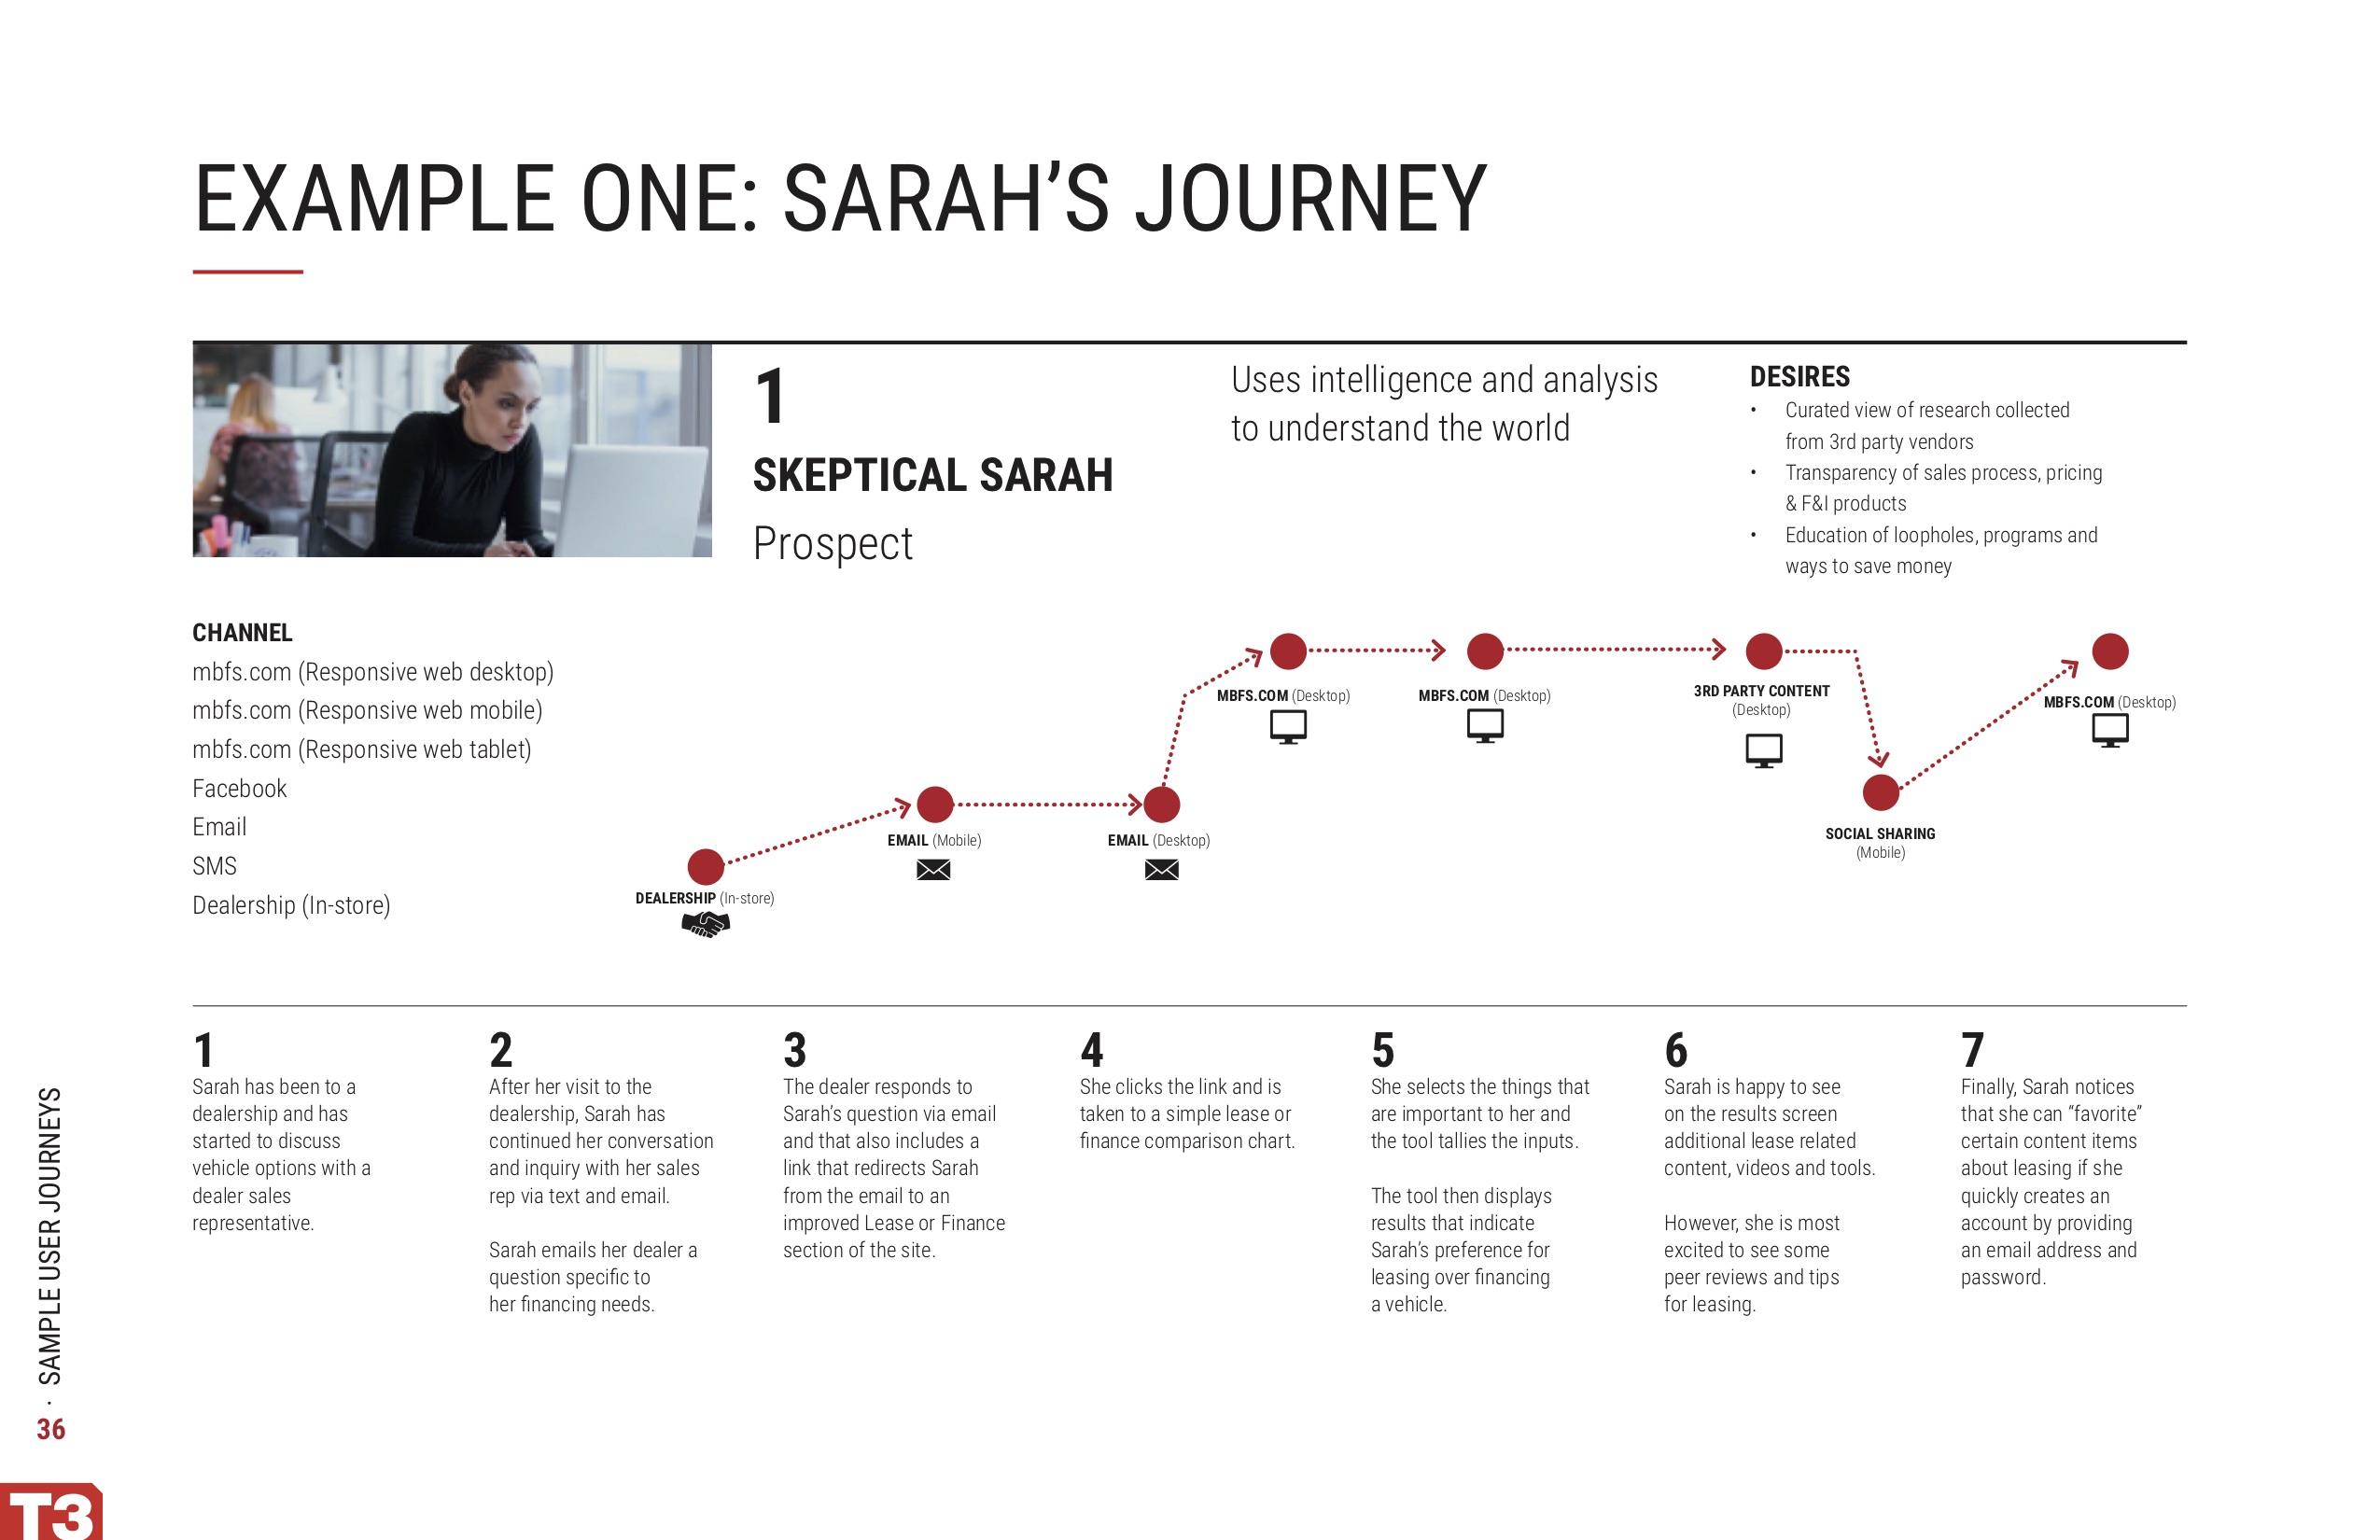 EXAMPLE ONE: SARAH’S JOURNEY
1
SKEPTICAL SARAH
Prospect
Uses intelligence and analysis
to understand the world
DESIRES
• Curated view of research collected
from 3rd party vendors
• Transparency of sales process, pricing
& F&I products
• Education of loopholes, programs and
ways to save money
CHANNEL
mbfs.com (Responsive web desktop)
mbfs.com (Responsive web mobile)
mbfs.com (Responsive web tablet)
Facebook
Email
SMS
Dealership (In-store)
DEALERSHIP (In-store)
EMAIL (Mobile)
EMAIL (Desktop)
MBFS.COM (Desktop)
MBFS.COM (Desktop)
3RD PARTY CONTENT
(Desktop)
SOCIAL SHARING
(Mobile)
MBFS.COM (Desktop)
1
Sarah has been to a
dealership and has
started to discuss
vehicle options with a
dealer sales
representative.
2
After her visit to the
dealership, Sarah has
continued her conversation
and inquiry with her sales
rep via text and email.
Sarah emails her dealer a
question specific to
her financing needs.
3
The dealer responds to
Sarah’s question via email
and that also includes a
link that redirects Sarah
from the email to an
improved Lease or Finance
section of the site.
4
She clicks the link and is
taken to a simple lease or
finance comparison chart.
5
She selects the things that
are important to her and
the tool tallies the inputs.
The tool then displays
results that indicate
Sarah’s preference for
leasing over financing
a vehicle.
6
Sarah is happy to see
on the results screen
additional lease related
content, videos and tools.
However, she is most
excited to see some
peer reviews and tips
for leasing.
7
Finally, Sarah notices
that she can “favorite”
certain content items
about leasing if she
quickly creates an
account by providing
an email address and
password.
36 · SAMPLE USER JOURNEYS
T3